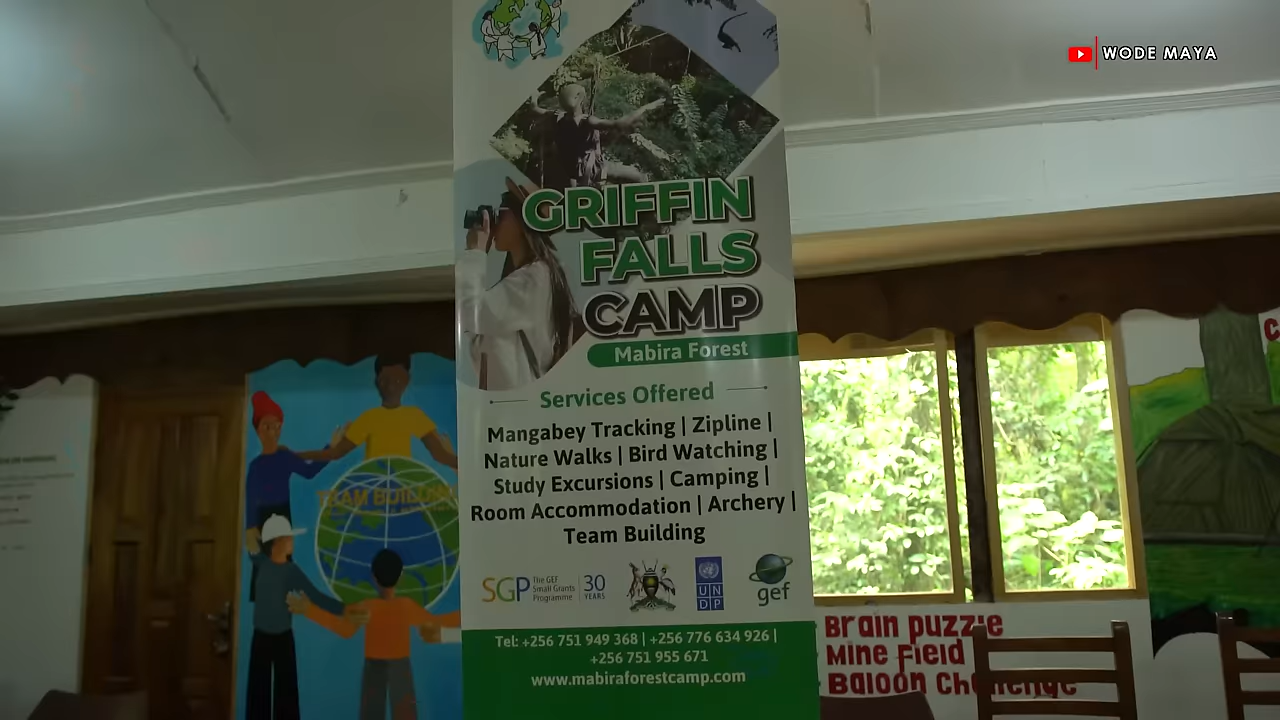 WODE MAYA
GRIFFIN
FALLS
CAMP
Mabira Forest
Services Offered
Mangabey Tracking | Zipline |
Nature Walks | Bird Watching |
Study Excursions | Camping |
Room Accommodation | Archery |
Team Building
SGP The GEF Small Grants Programme 30 YEARS
UN
DP
gef
Tel: +256 751 949 368 | +256 776 634 926 |
+256 751 955 671
www.mabiraforestcamp.com
TEAM BUILDING
Brain puzzle
Mine Field
Baloon Challenge